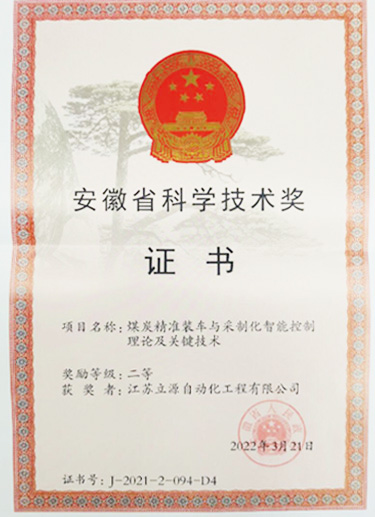 安徽省科学技术奖
证书
项目名称：煤炭精准装车与采制化智能控制
理论及关键技术
奖励等级：二等
获奖者：江苏立源自动化工程有限公司
2022年3月21日
证书号：J-2021-2-094-D4